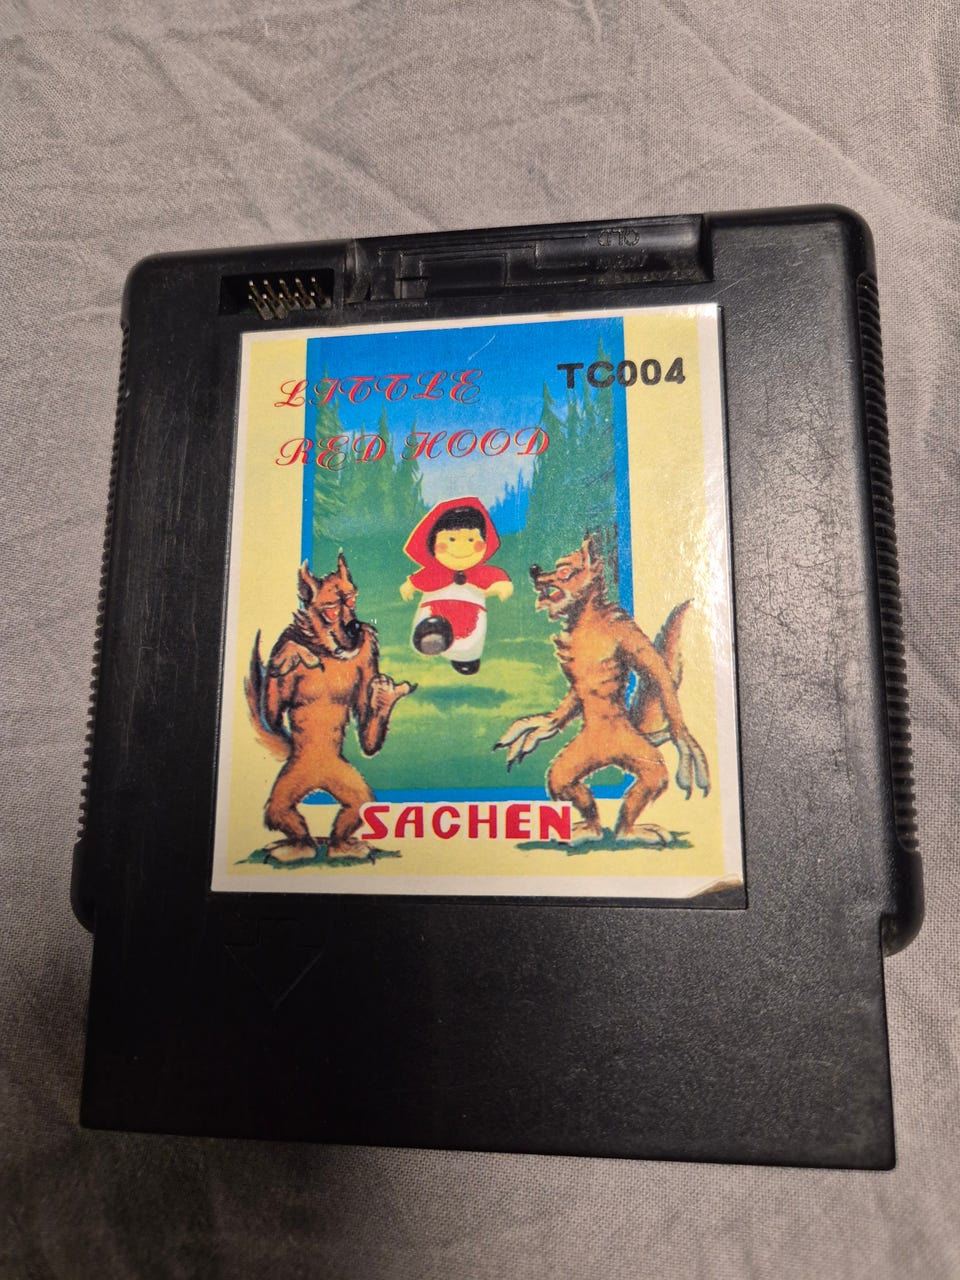 TC004
LITTLE
RED HOOD
SACHEN